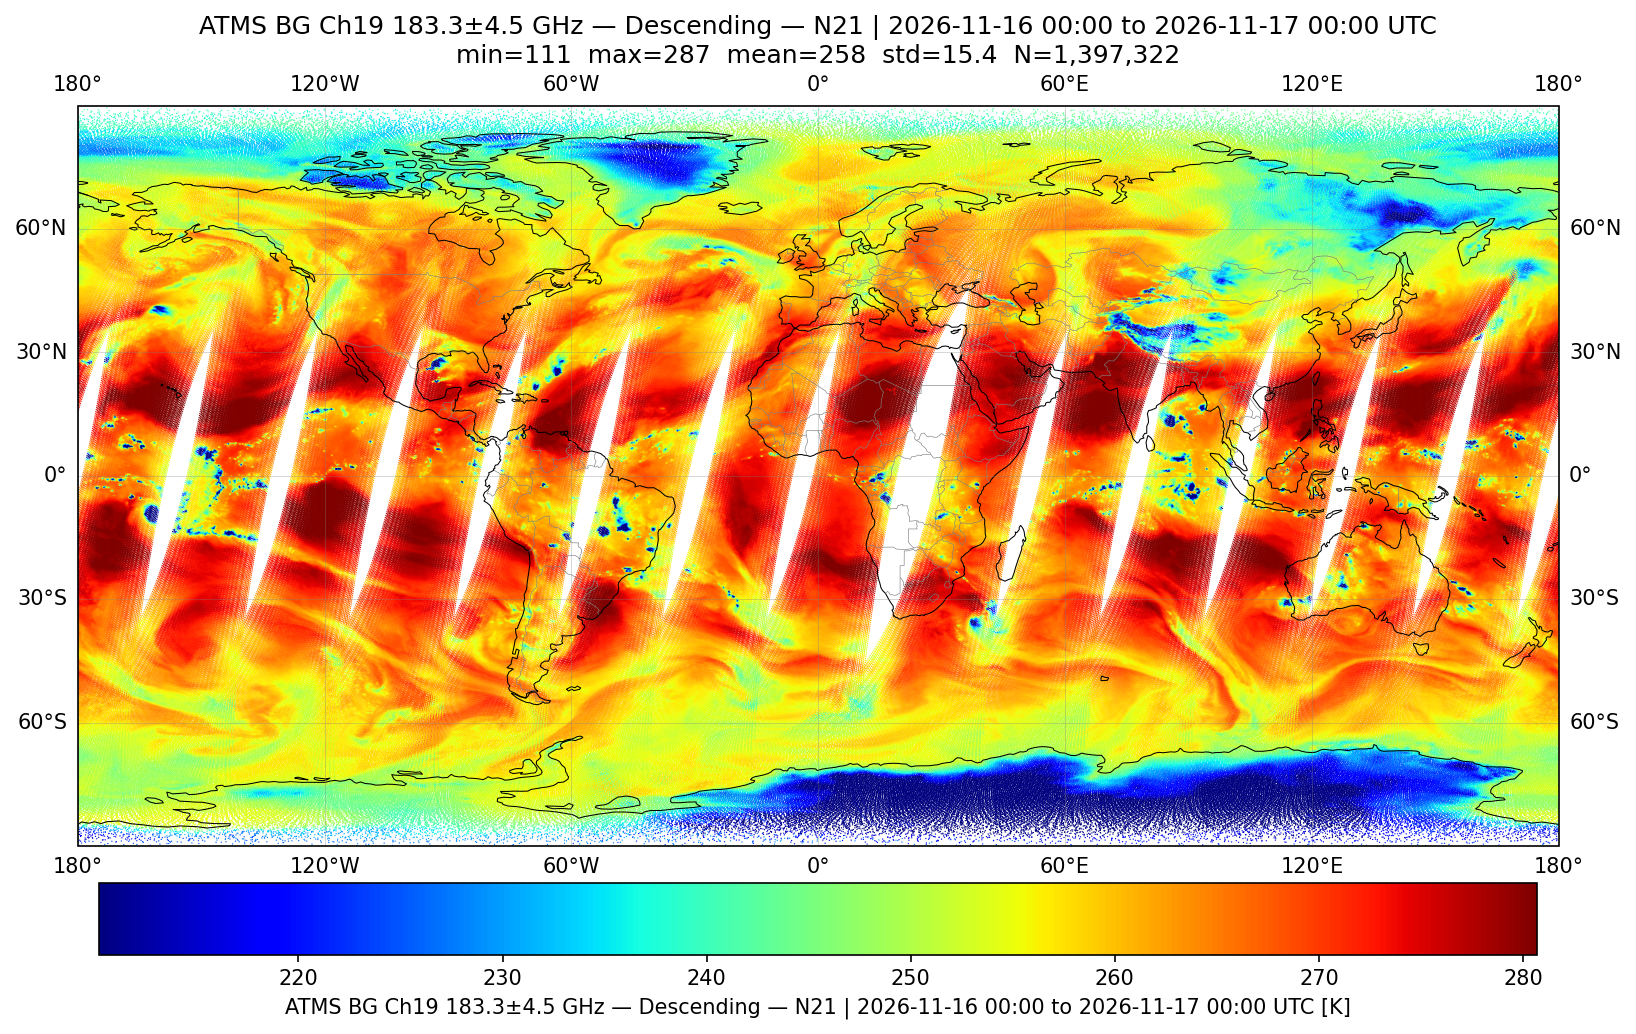 ATMS BG Ch19 183.3±4.5 GHz — Descending — N21 | 2026-11-16 00:00 to 2026-11-17 00:00 UTC
min=111  max=287  mean=258  std=15.4  N=1,397,322
180° 120°W 60°W 0° 60°E 120°E 180°
60°N 60°N
30°N 30°N
0° 0°
30°S 30°S
60°S 60°S
180° 120°W 60°W 0° 60°E 120°E 180°
220 230 240 250 260 270 280
ATMS BG Ch19 183.3±4.5 GHz — Descending — N21 | 2026-11-16 00:00 to 2026-11-17 00:00 UTC [K]